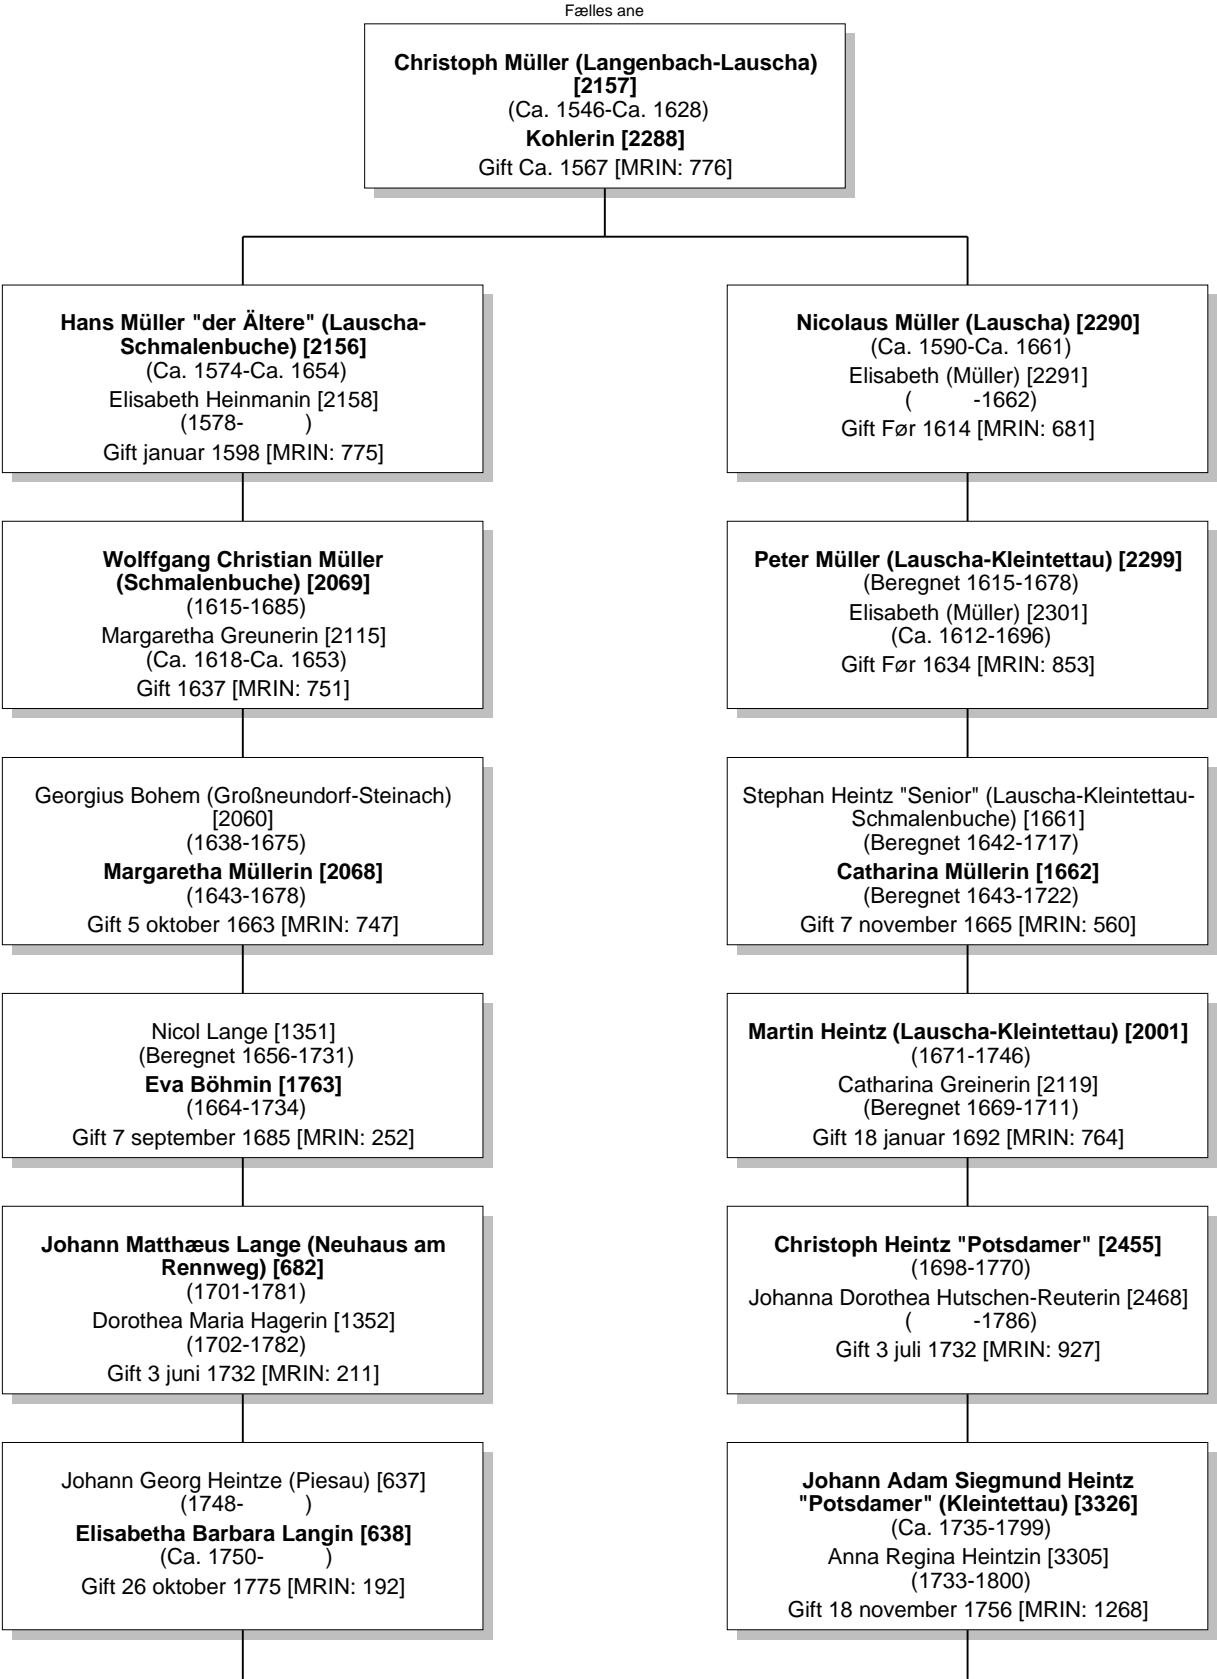 Fælles ane
Christoph Müller (Langenbach-Lauscha)
[2157]
(Ca. 1546-Ca. 1628)
Kohlerin [2288]
Gift Ca. 1567 [MRIN: 776]
Hans Müller "der Ältere" (Lauscha-
Schmalenbuche) [2156]
(Ca. 1574-Ca. 1654)
Elisabeth Heinmanin [2158]
(1578- )
Gift januar 1598 [MRIN: 775]
Nicolaus Müller (Lauscha) [2290]
(Ca. 1590-Ca. 1661)
Elisabeth (Müller) [2291]
( -1662)
Gift Før 1614 [MRIN: 681]
Wolffgang Christian Müller
(Schmalenbuche) [2069]
(1615-1685)
Margaretha Greunerin [2115]
(Ca. 1618-Ca. 1653)
Gift 1637 [MRIN: 751]
Peter Müller (Lauscha-Kleintettau) [2299]
(Beregnet 1615-1678)
Elisabeth (Müller) [2301]
(Ca. 1612-1696)
Gift Før 1634 [MRIN: 853]
Georgius Bohem (Großneundorf-Steinach)
[2060]
(1638-1675)
Margaretha Müllerin [2068]
(1643-1678)
Gift 5 oktober 1663 [MRIN: 747]
Stephan Heintz "Senior" (Lauscha-Kleintettau-
Schmalenbuche) [1661]
(Beregnet 1642-1717)
Catharina Müllerin [1662]
(Beregnet 1643-1722)
Gift 7 november 1665 [MRIN: 560]
Nicol Lange [1351]
(Beregnet 1656-1731)
Eva Böhmin [1763]
(1664-1734)
Gift 7 september 1685 [MRIN: 252]
Martin Heintz (Lauscha-Kleintettau) [2001]
(1671-1746)
Catharina Greinerin [2119]
(Beregnet 1669-1711)
Gift 18 januar 1692 [MRIN: 764]
Johann Matthæus Lange (Neuhaus am
Rennweg) [682]
(1701-1781)
Dorothea Maria Hagerin [1352]
(1702-1782)
Gift 3 juni 1732 [MRIN: 211]
Christoph Heintz "Potsdamer" [2455]
(1698-1770)
Johanna Dorothea Hutschen-Reuterin [2468]
( -1786)
Gift 3 juli 1732 [MRIN: 927]
Johann Georg Heintze (Piesau) [637]
(1748- )
Elisabetha Barbara Langin [638]
(Ca. 1750- )
Gift 26 oktober 1775 [MRIN: 192]
Johann Adam Siegmund Heintz
"Potsdamer" (Kleintettau) [3326]
(Ca. 1735-1799)
Anna Regina Heintzin [3305]
(1733-1800)
Gift 18 november 1756 [MRIN: 1268]